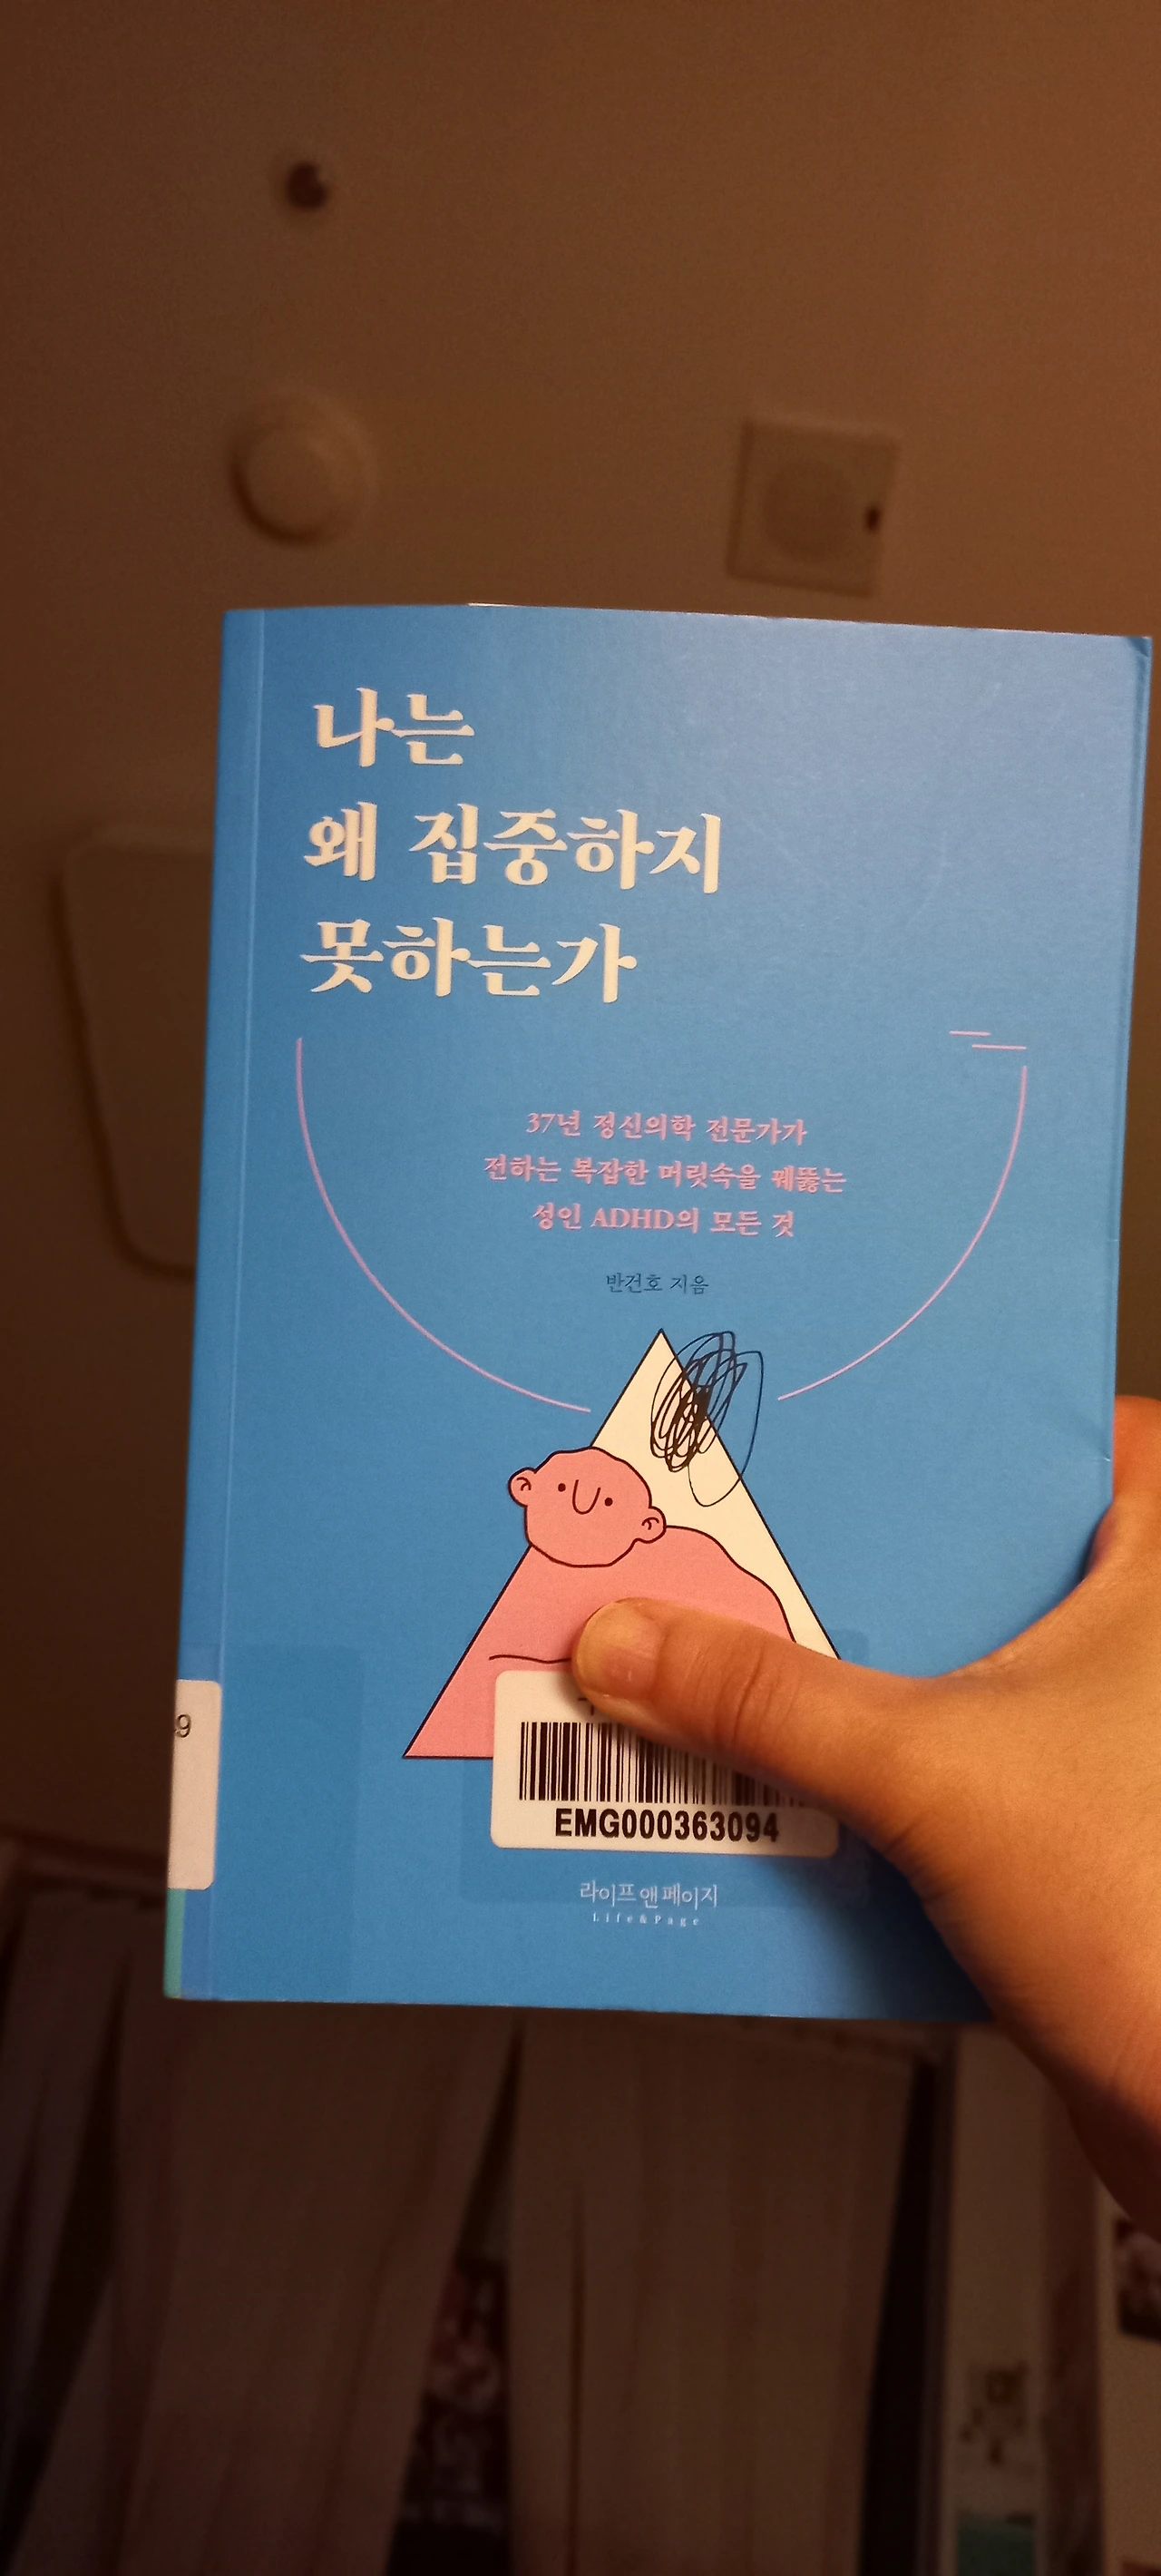 나는
왜 집중하지
못하는가
37년 정신의학 전문가가
전하는 복잡한 머릿속을 꿰뚫는
성인 ADHD의 모든 것
반건호 지음
9
EMG000363094
라이프앤페이지
Life&Page